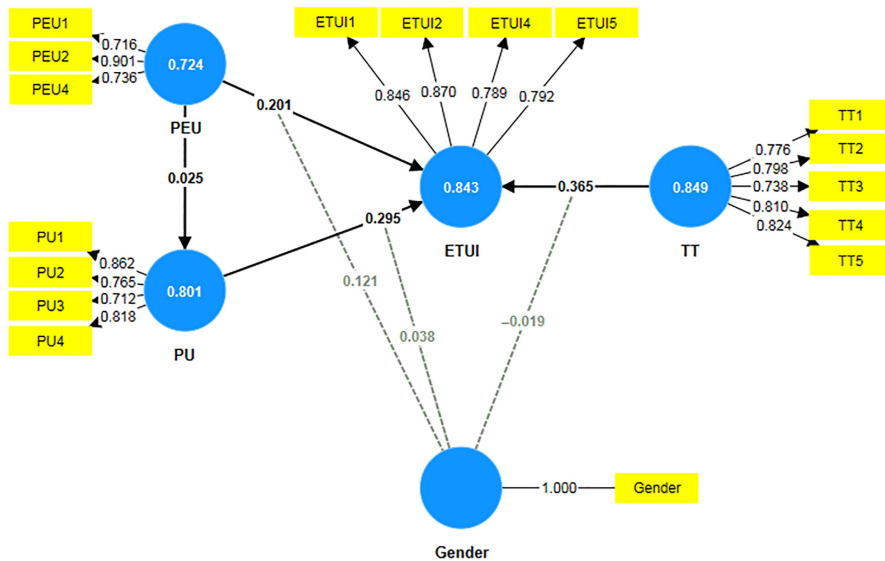 PEU1
PEU2
PEU4
0.716
0.901
0.736
0.724
PEU
ETUI1
ETUI2
ETUI4
ETUI5
0.846
0.870
0.789
0.792
0.843
ETUI
0.201
0.025
0.295
0.365
TT1
TT2
TT3
TT4
TT5
0.776
0.798
0.738
0.810
0.824
0.849
TT
PU1
PU2
PU3
PU4
0.862
0.765
0.712
0.818
0.801
PU
0.121
0.038
−0.019
1.000
Gender
Gender